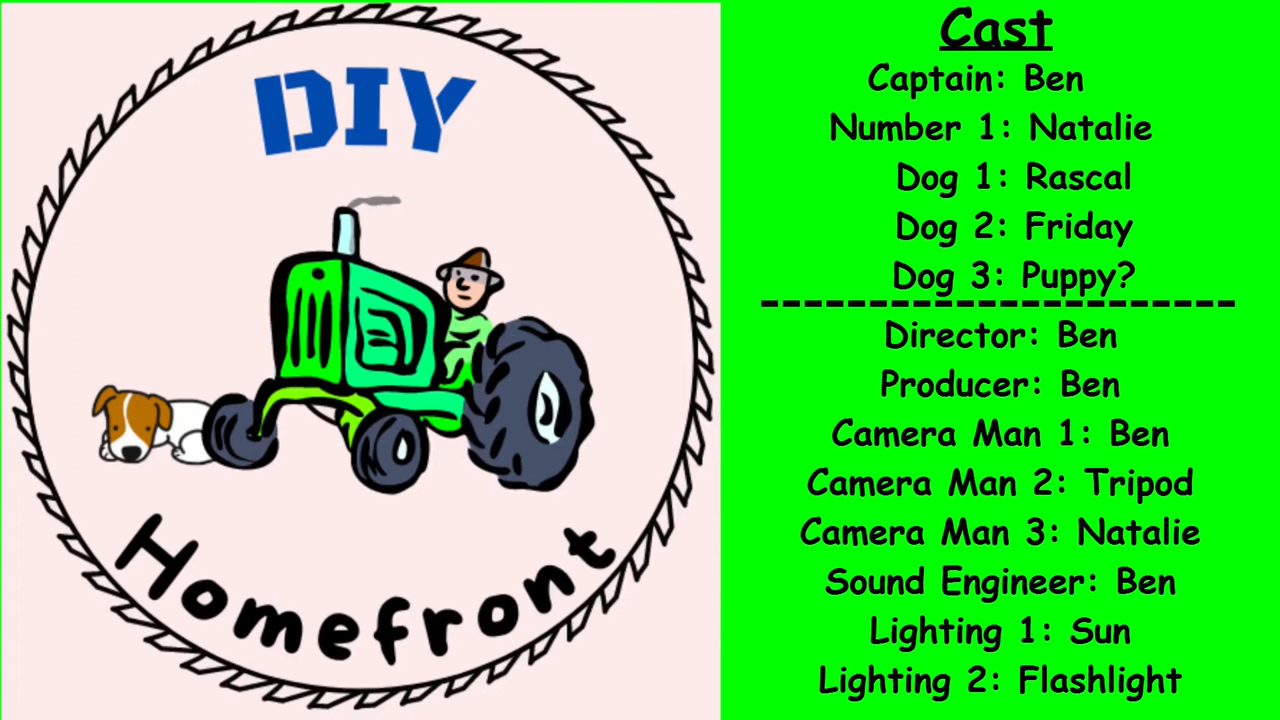 DIY
Homefront
Cast
Captain: Ben
Number 1: Natalie
Dog 1: Rascal
Dog 2: Friday
Dog 3: Puppy?
----------------------
Director: Ben
Producer: Ben
Camera Man 1: Ben
Camera Man 2: Tripod
Camera Man 3: Natalie
Sound Engineer: Ben
Lighting 1: Sun
Lighting 2: Flashlight